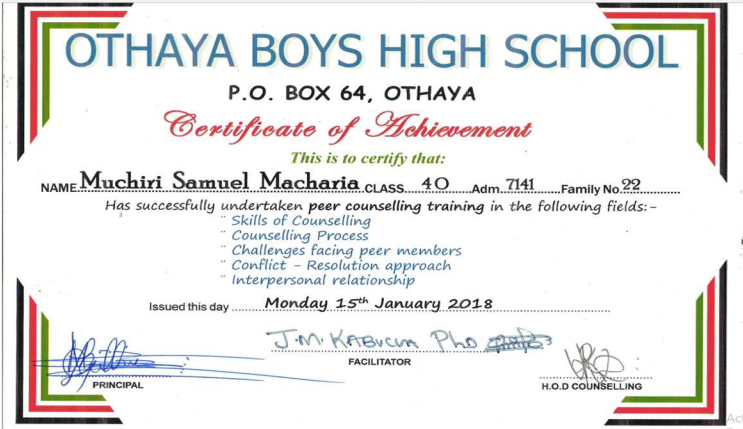 OTHAYA BOYS HIGH SCHOOL
P.O. BOX 64, OTHAYA
Certificate of Achievement
This is to certify that:
NAME Muchiri Samuel Macharia CLASS.....4O.......Adm. 7141.....Family No.22..........
Has successfully undertaken peer counselling training in the following fields:-
¨ Skills of Counselling
¨ Counselling Process
¨ Challenges facing peer members
¨ Conflict - Resolution approach
¨ Interpersonal relationship
Issued this day ........Monday 15th January 2018........
J.M. KABUCUA PhD
PRINCIPAL
FACILITATOR
H.O.D COUNSELLING